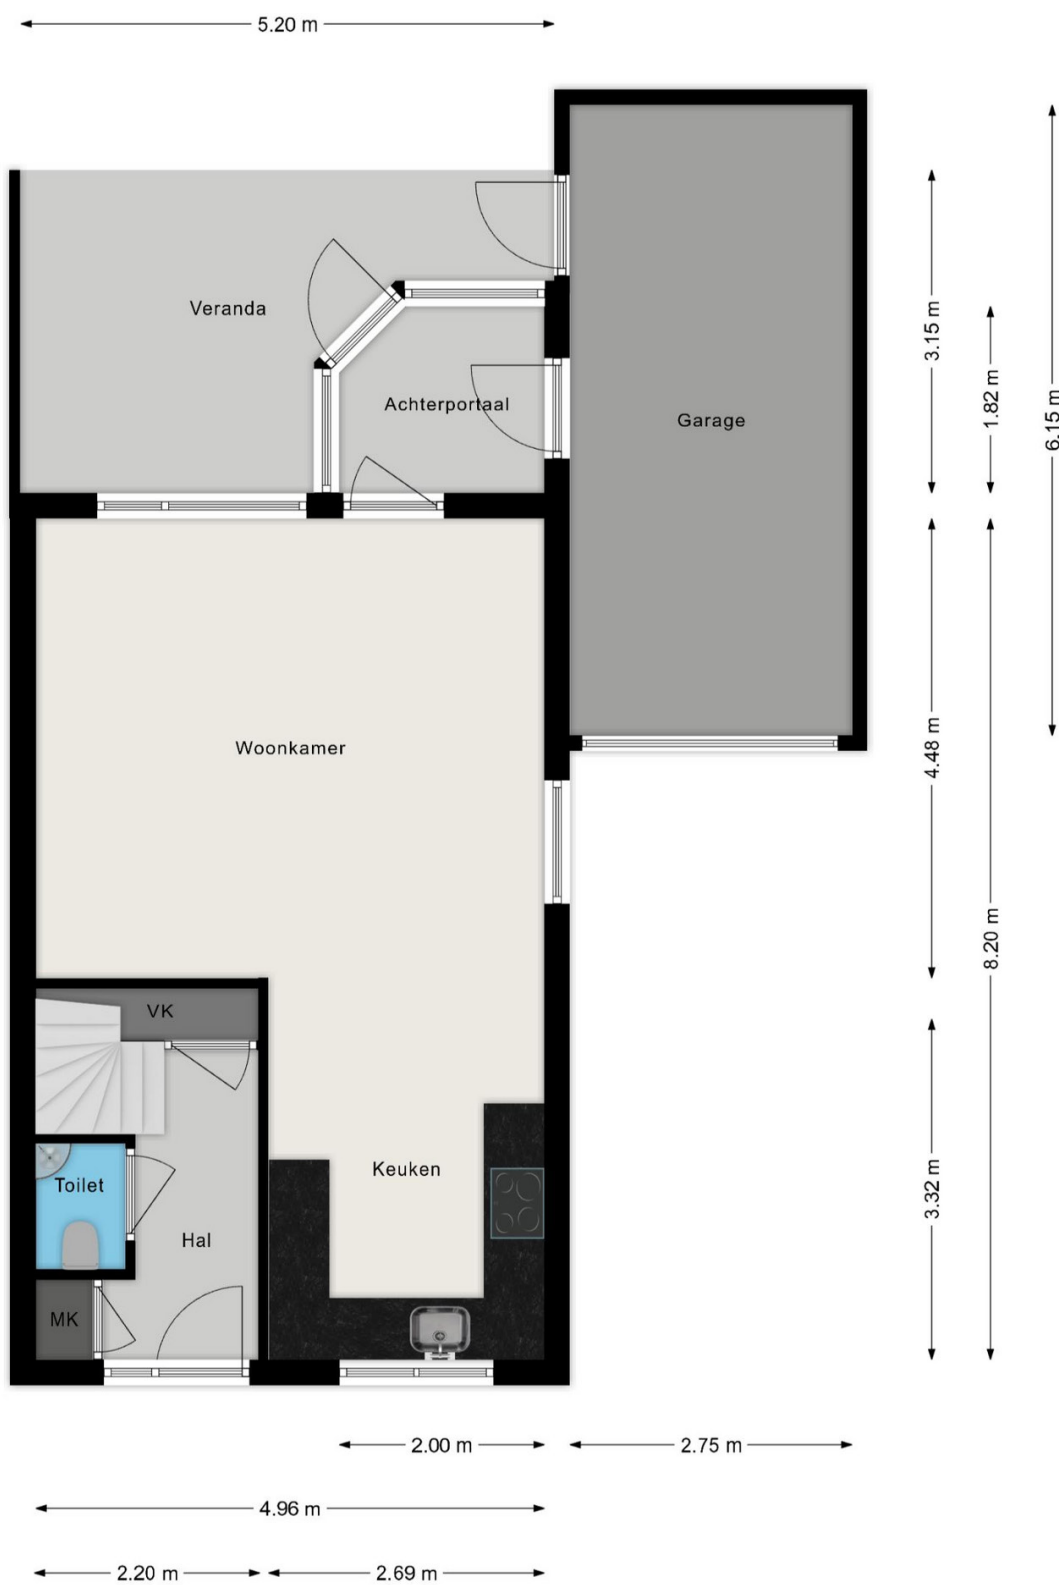 5.20 m
Veranda
3.15 m
1.82 m
6.15 m
Achterportaal
Garage
Woonkamer
4.48 m
8.20 m
VK
Keuken
3.32 m
Toilet
Hal
MK
2.00 m
2.75 m
4.96 m
2.20 m
2.69 m